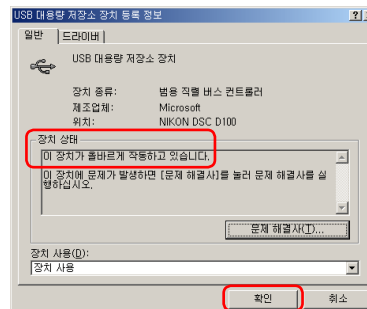 USB 대용량 저장소 장치 등록 정보
일반 드라이버
USB 대용량 저장소 장치
장치 종류: 범용 직렬 버스 컨트롤러
제조업체: Microsoft
위치: NIKON DSC D100
장치 상태
이 장치가 올바르게 작동하고 있습니다.
이 장치에 문제가 발생하면 [문제 해결사]를 눌러 문제 해결사를 실
행하십시오.
문제 해결사(T)...
장치 사용(D):
장치 사용
확인 취소